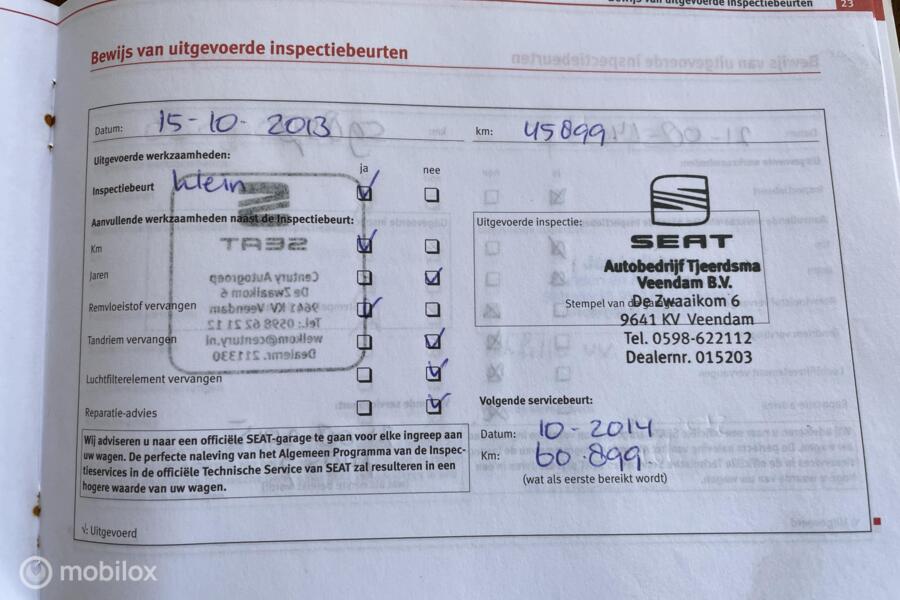 Bewijs van uitgevoerde inspectiebeurten 23
Bewijs van uitgevoerde inspectiebeurten
Datum: 15-10-2013 km: 45899
Uitgevoerde werkzaamheden:
ja nee
Inspectiebeurt klein
Aanvullende werkzaamheden naast de Inspectiebeurt:
Km
Jaren
Remvloeistof vervangen
Tandriem vervangen
Luchtfilterelement vervangen
Reparatie-advies
Uitgevoerde inspectie:
SEAT
Autobedrijf Tjeerdsma
Veendam B.V.
Stempel van de
De Zwaaikom 6
9641 KV Veendam
Tel. 0598-622112
Dealernr. 015203
Volgende servicebeurt:
Datum: 10-2014
Km: 60.899
(wat als eerste bereikt wordt)
Wij adviseren u naar een officiële SEAT-garage te gaan voor elke ingreep aan
uw wagen. De perfecte naleving van het Algemeen Programma van de Inspec-
tieservices in de officiële Technische Service van SEAT zal resulteren in een
hogere waarde van uw wagen.
√: Uitgevoerd
mobilox